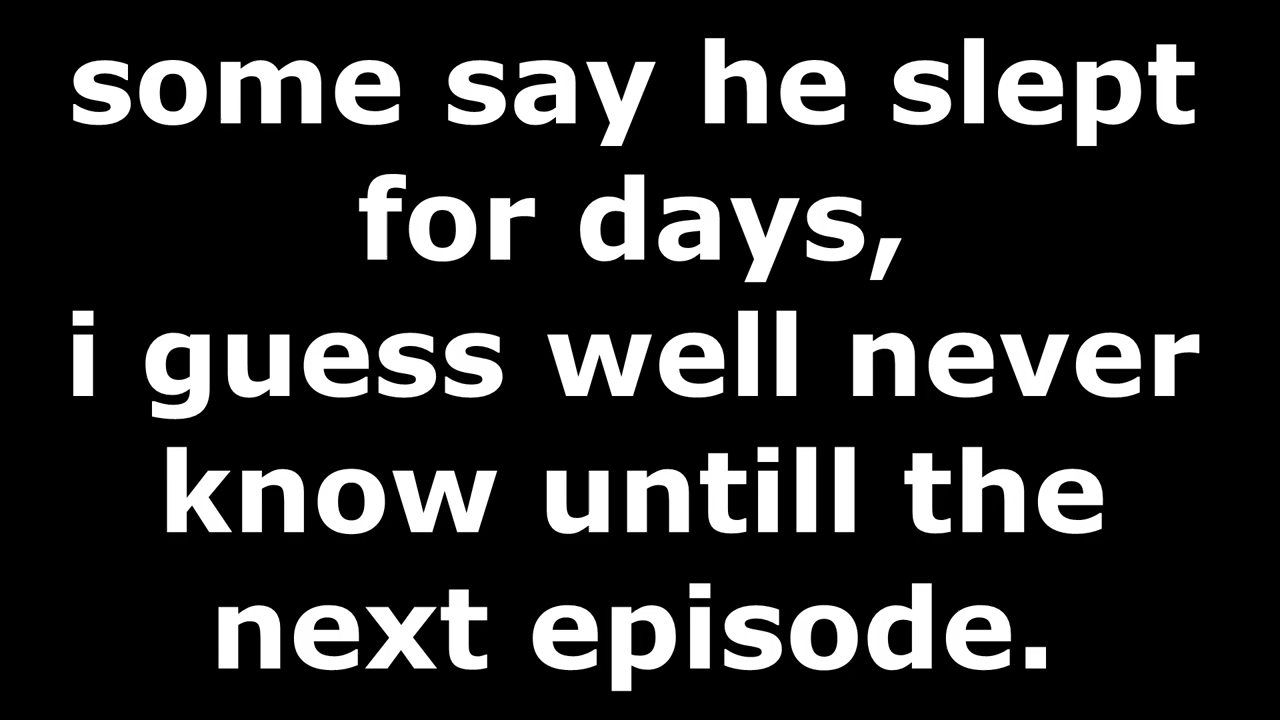 some say he slept
for days,
i guess well never
know untill the
next episode.